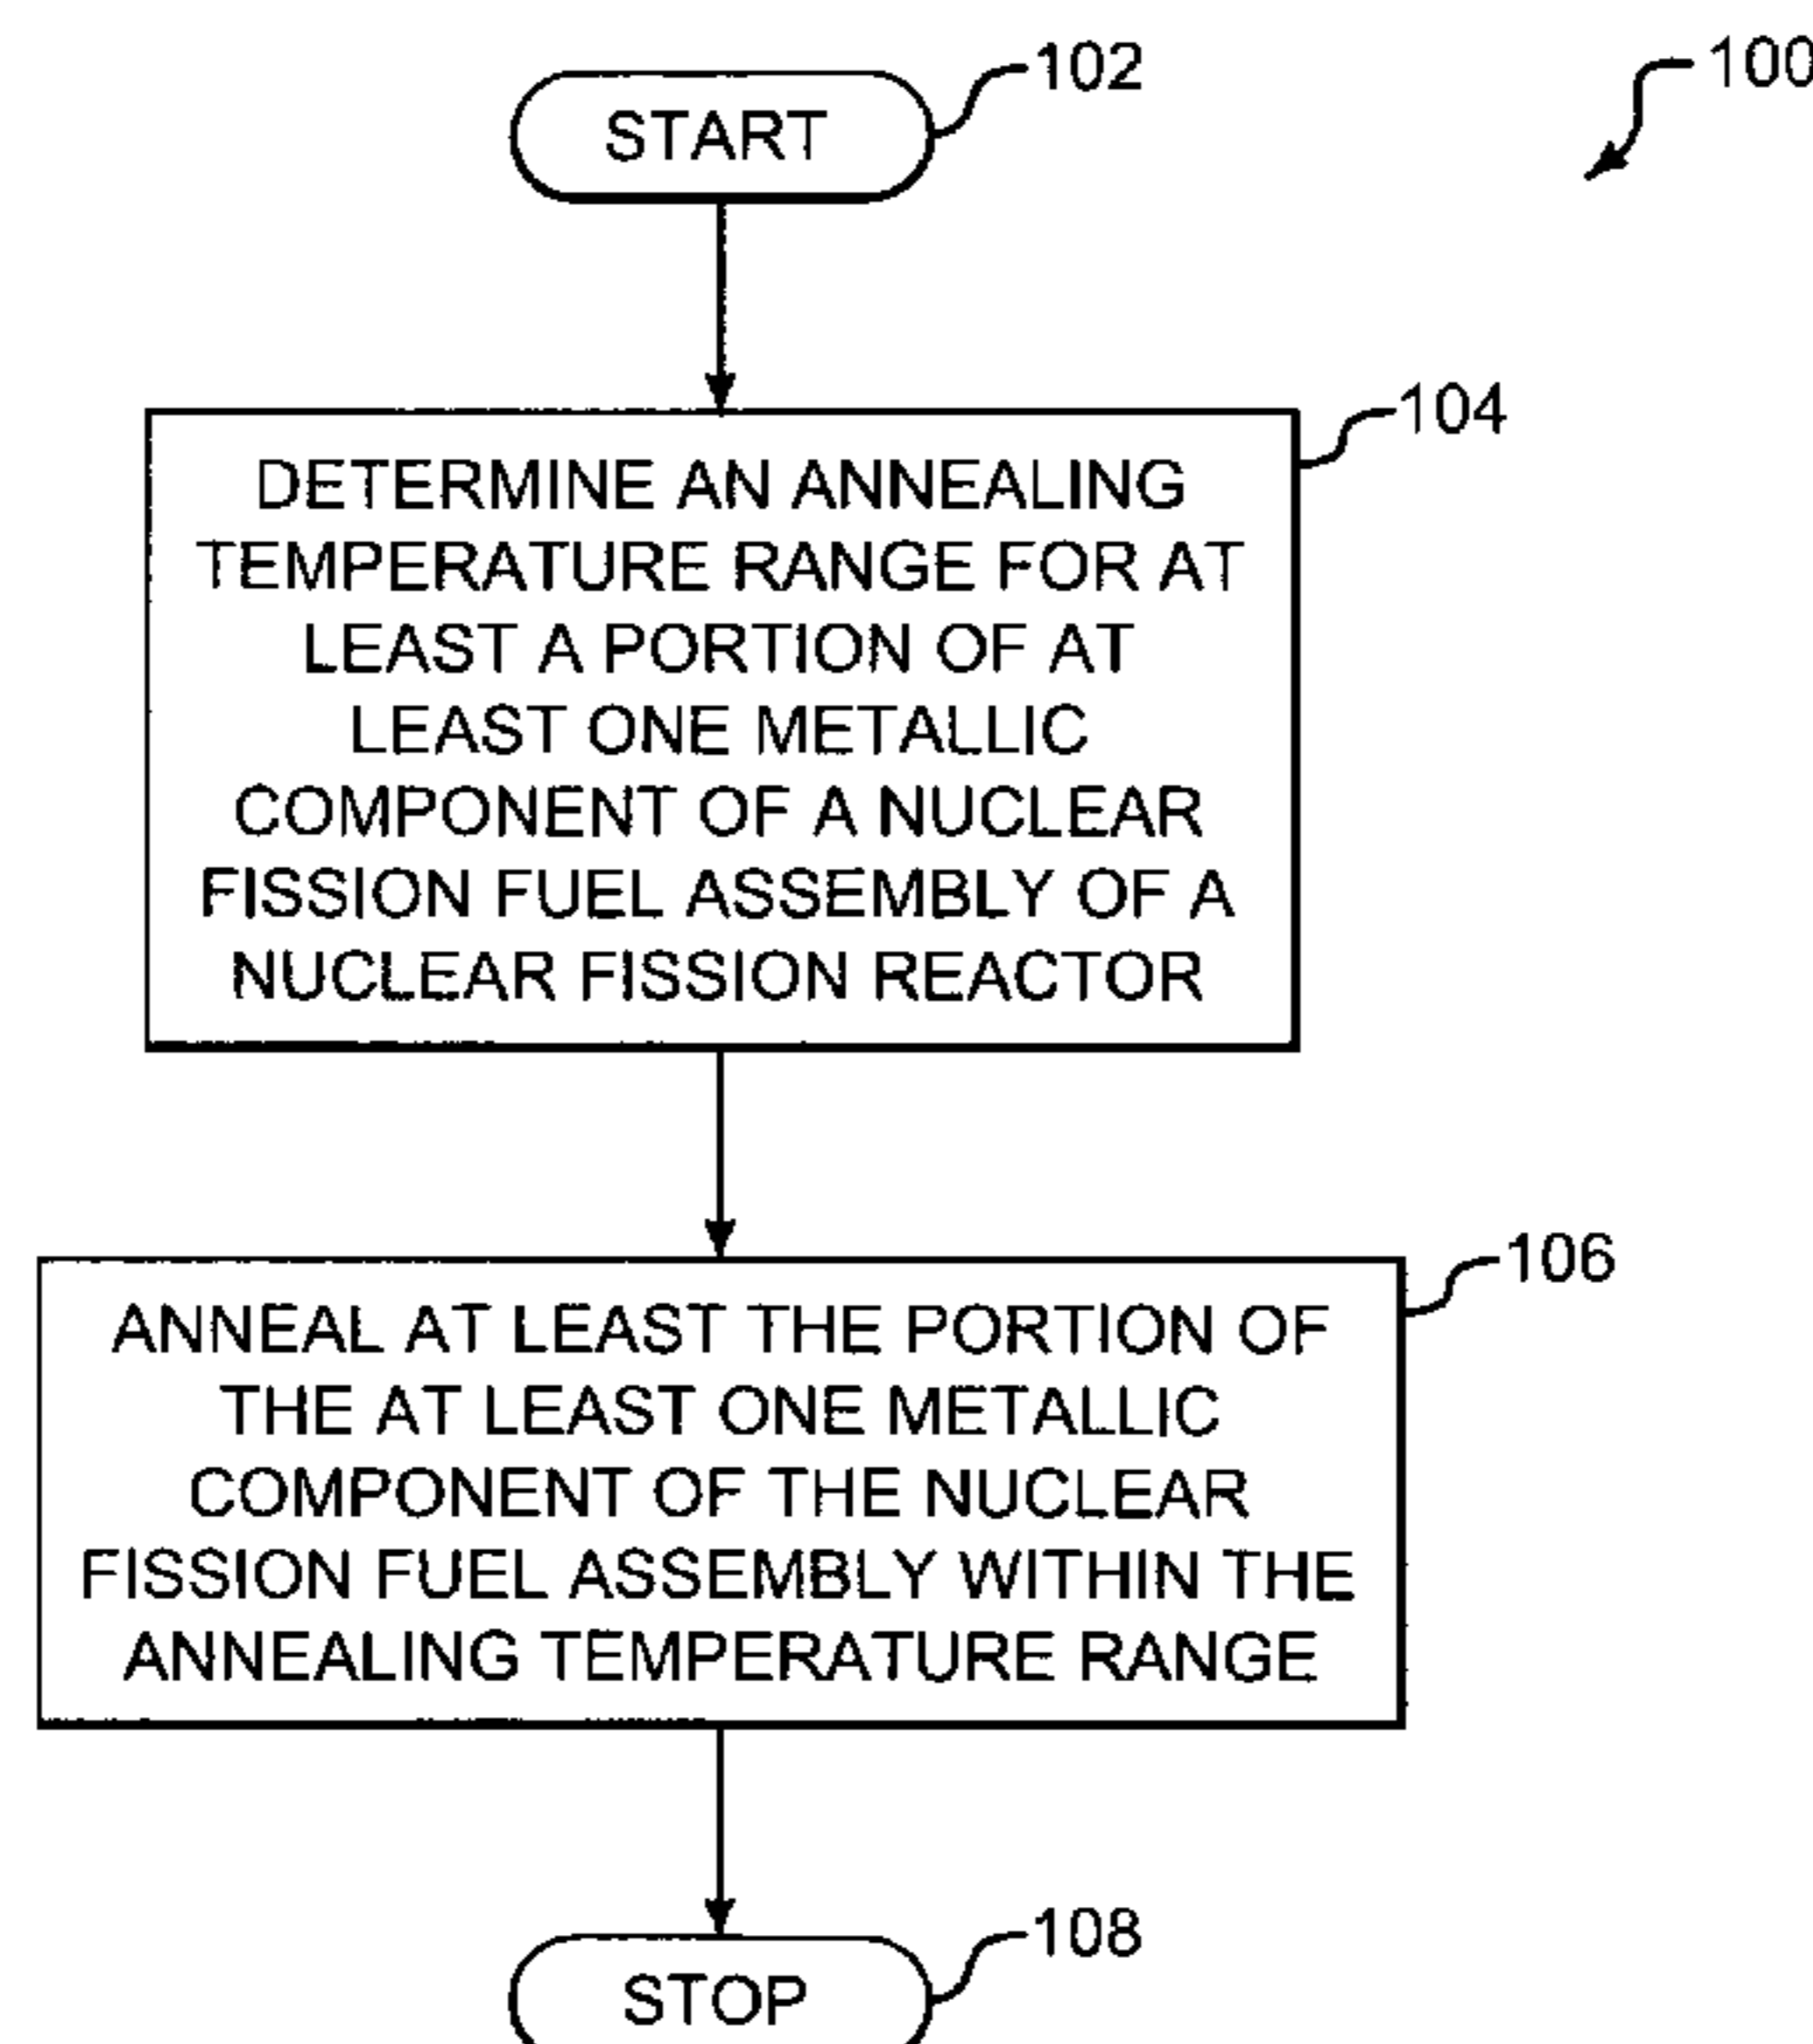 102
100
START
104
DETERMINE AN ANNEALING
TEMPERATURE RANGE FOR AT
LEAST A PORTION OF AT
LEAST ONE METALLIC
COMPONENT OF A NUCLEAR
FISSION FUEL ASSEMBLY OF A
NUCLEAR FISSION REACTOR
106
ANNEAL AT LEAST THE PORTION OF
THE AT LEAST ONE METALLIC
COMPONENT OF THE NUCLEAR
FISSION FUEL ASSEMBLY WITHIN THE
ANNEALING TEMPERATURE RANGE
108
STOP